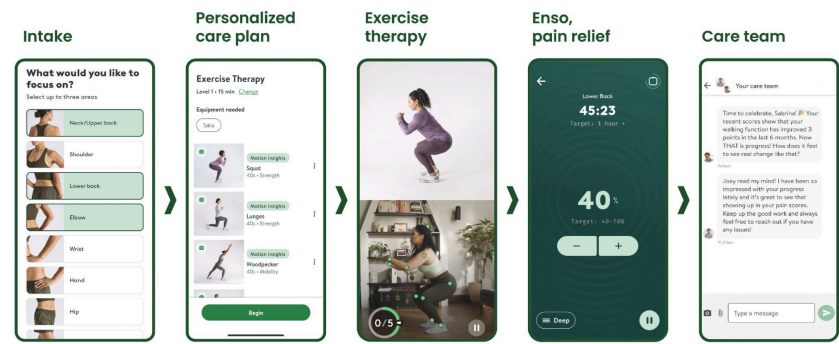 Intake
Personalized
care plan
Exercise
therapy
Enso,
pain relief
Care team
What would you like to
focus on?
Select up to three areas
Neck/Upper back
Shoulder
Lower back
Elbow
Wrist
Hand
Hip
Exercise Therapy
Level 1 • 15 min Change
Equipment needed
Table
Motion Insights
Squat
40s • Strength
Motion Insights
Lunges
40s • Strength
Motion Insights
Woodpecker
40s • Mobility
Begin
0/5
Lower Back
45:23
Target: 1 hour
40 %
Target: 40-70%
− +
Deep
Your care team
Time to celebrate, Sabrina! 🎉 Your
recent scores show that your
walking function has improved 3
points in the last 6 months. Now
THAT is progress! How does it feel
to see real change like that?
Joey read my mind! I have been so
impressed with your progress
lately and it's great to see that
showing up in your pain scores.
Keep up the good work and always
feel free to reach out if you have
any issues!
Type a message